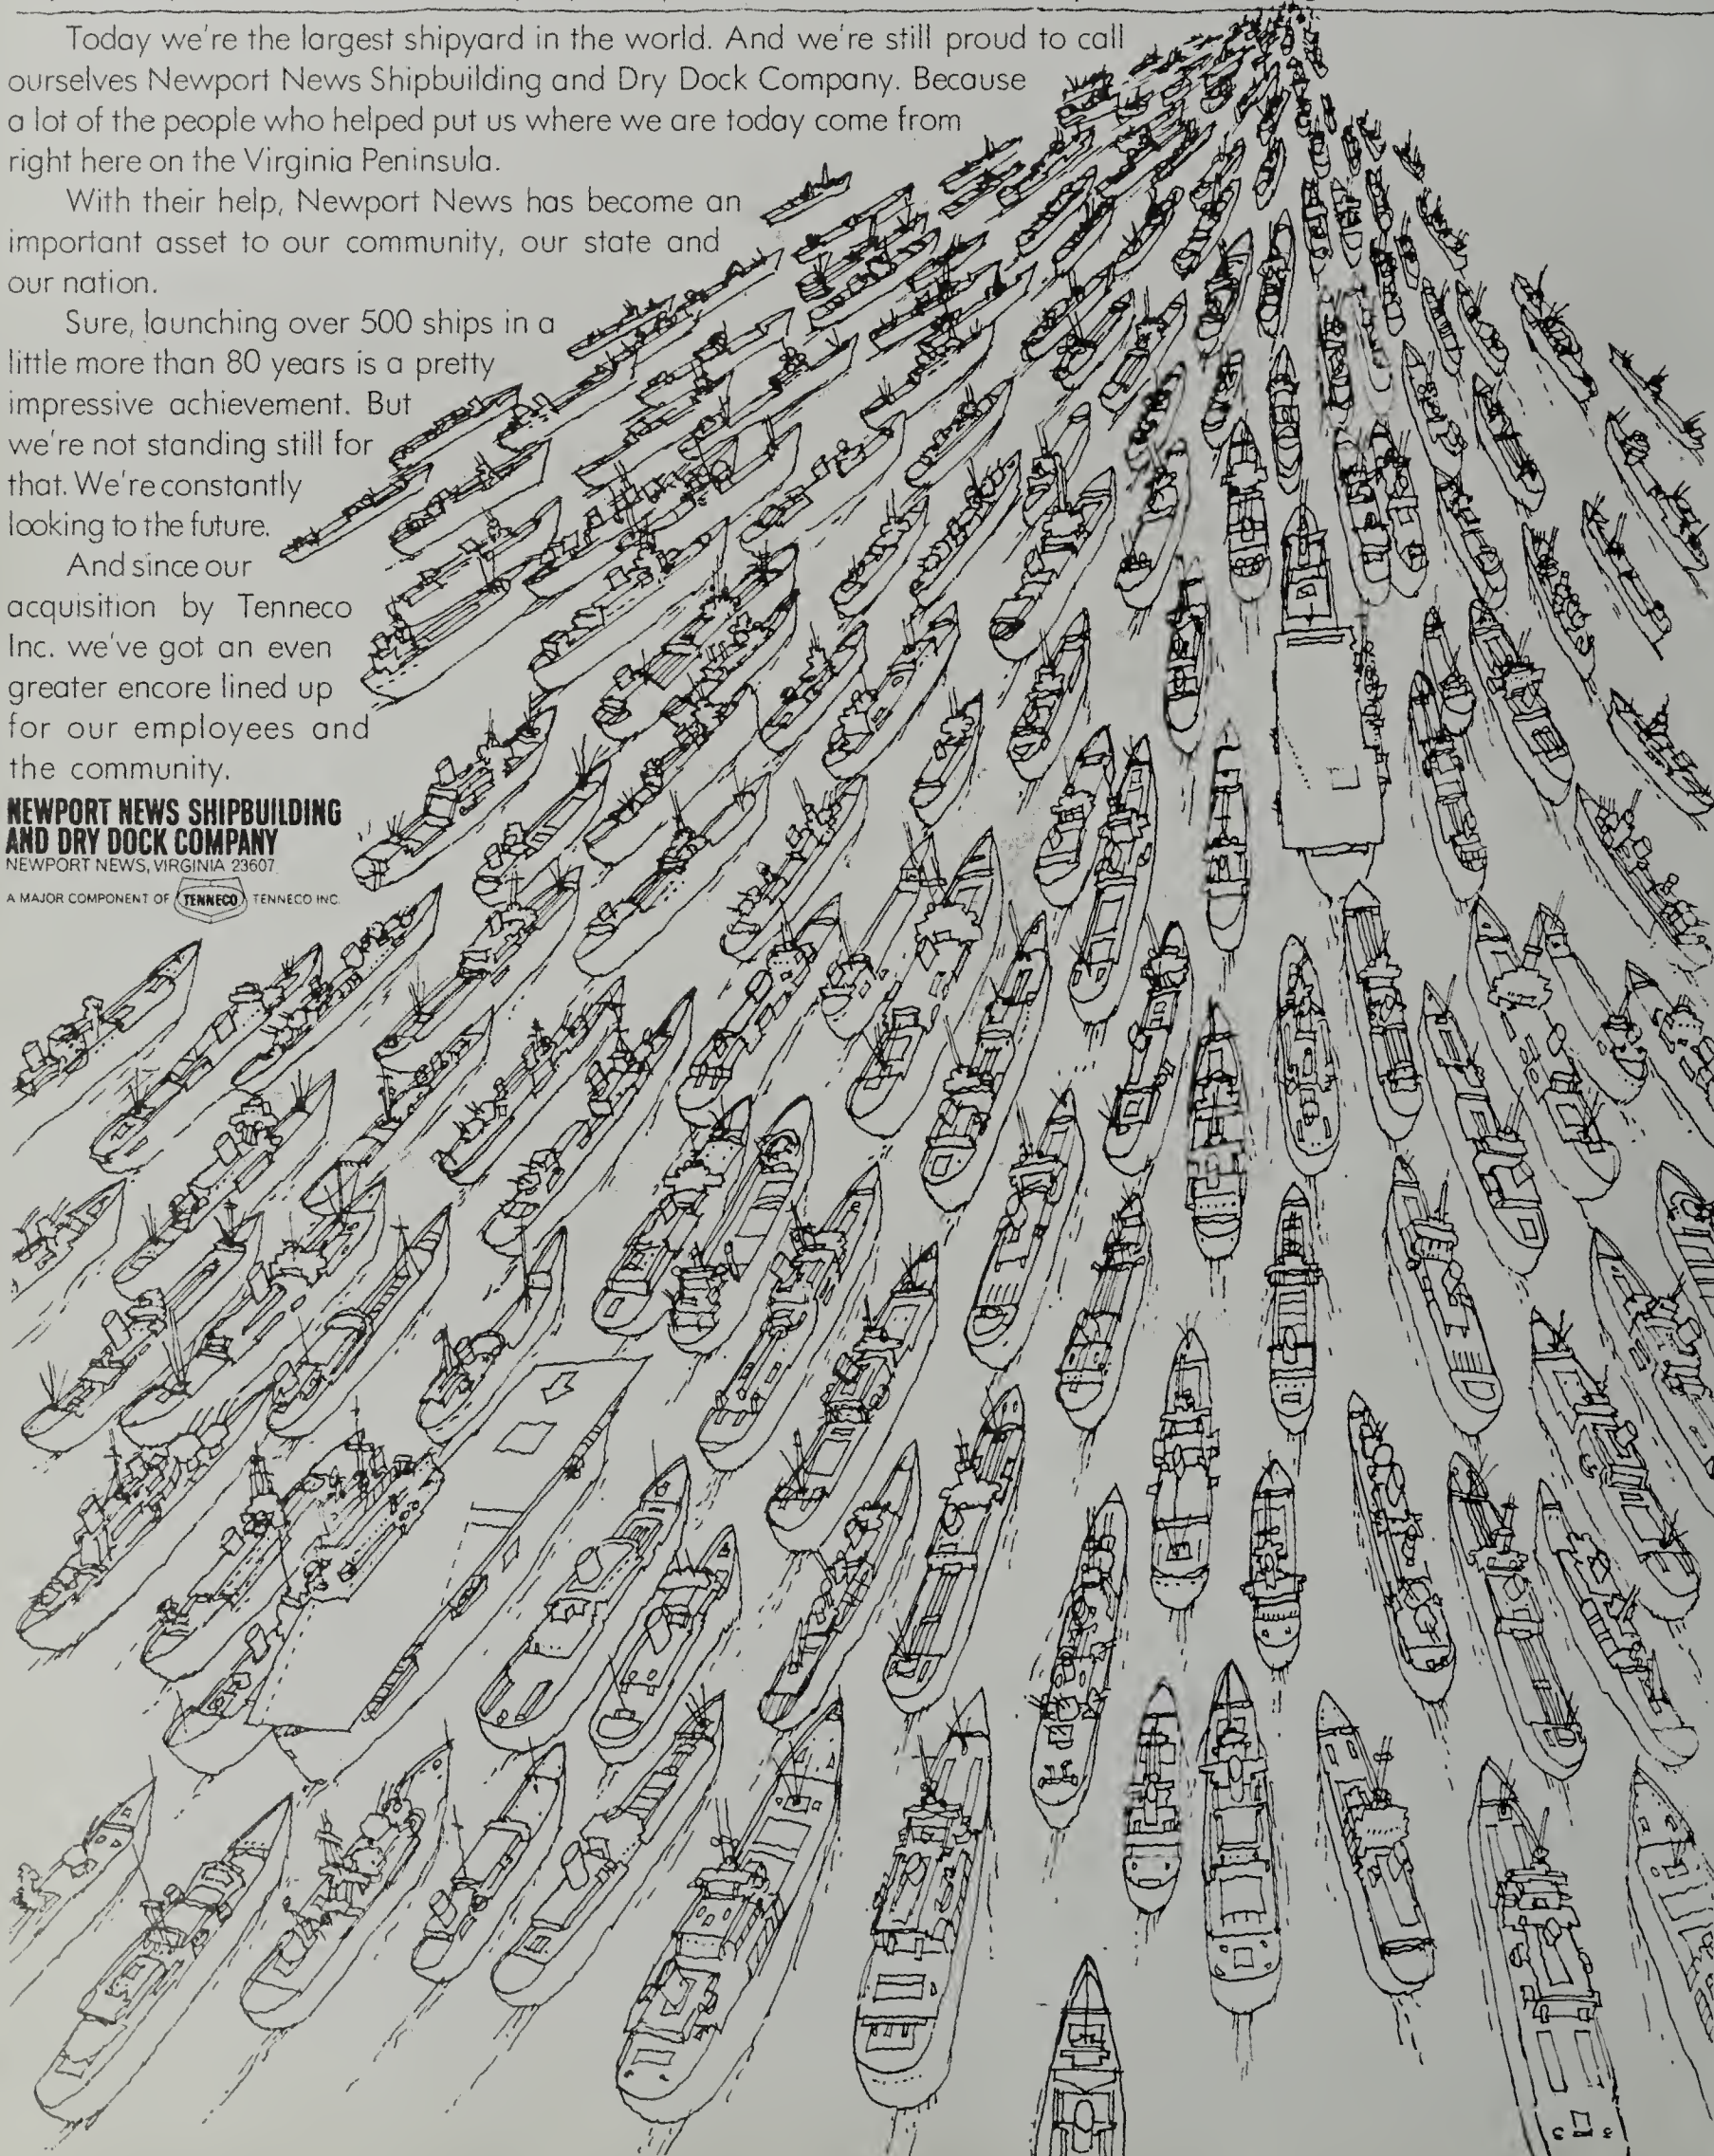 Today we're the largest shipyard in the world. And we're still proud to call
ourselves Newport News Shipbuilding and Dry Dock Company. Because
a lot of the people who helped put us where we are today come from
right here on the Virginia Peninsula.
With their help, Newport News has become an
important asset to our community, our state and
our nation.
Sure, launching over 500 ships in a
little more than 80 years is a pretty
impressive achievement. But
we're not standing still for
that. We're constantly
looking to the future.
And since our
acquisition by Tenneco
Inc. we've got an even
greater encore lined up
for our employees and
the community.
NEWPORT NEWS SHIPBUILDING
AND DRY DOCK COMPANY
NEWPORT NEWS, VIRGINIA 23607
A MAJOR COMPONENT OF TENNECO TENNECO INC.